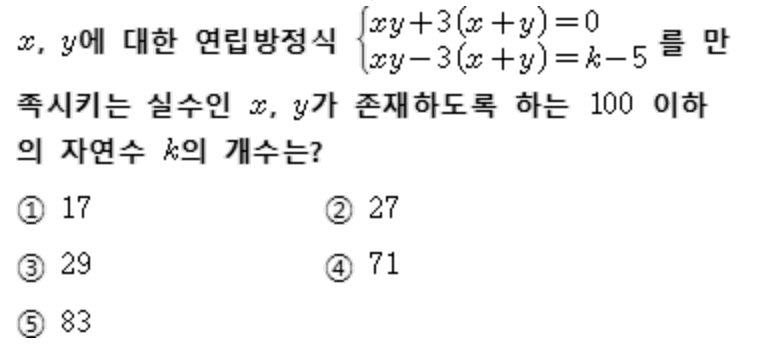 x, y에 대한 연립방정식 { xy+3(x+y)=0
xy-3(x+y)=k-5 를 만
족시키는 실수인 x, y가 존재하도록 하는 100 이하
의 자연수 k의 개수는?
① 17 ② 27
③ 29 ④ 71
⑤ 83